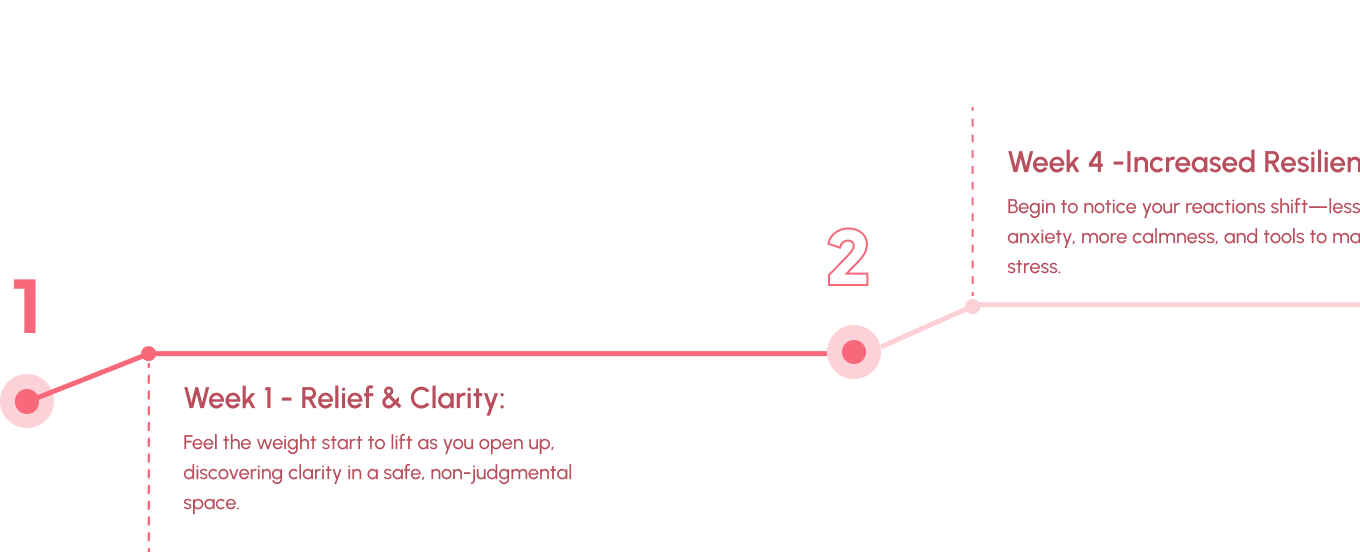 1
Week 1 - Relief & Clarity:
Feel the weight start to lift as you open up,
discovering clarity in a safe, non-judgmental
space.
2
Week 4 -Increased
Begin to notice your reactions shift—less
anxiety, more calmness, and tools to
stress.